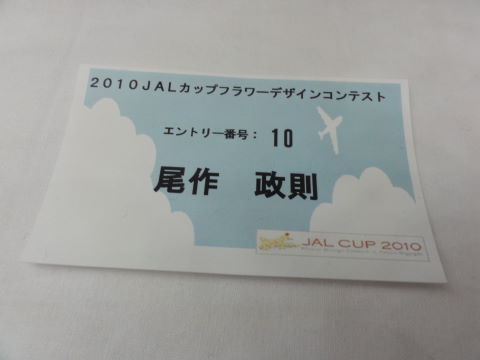 ２０１０ＪＡＬカップフラワーデザインコンテスト
エントリー番号： 10
尾作　政則
JAL CUP 2010